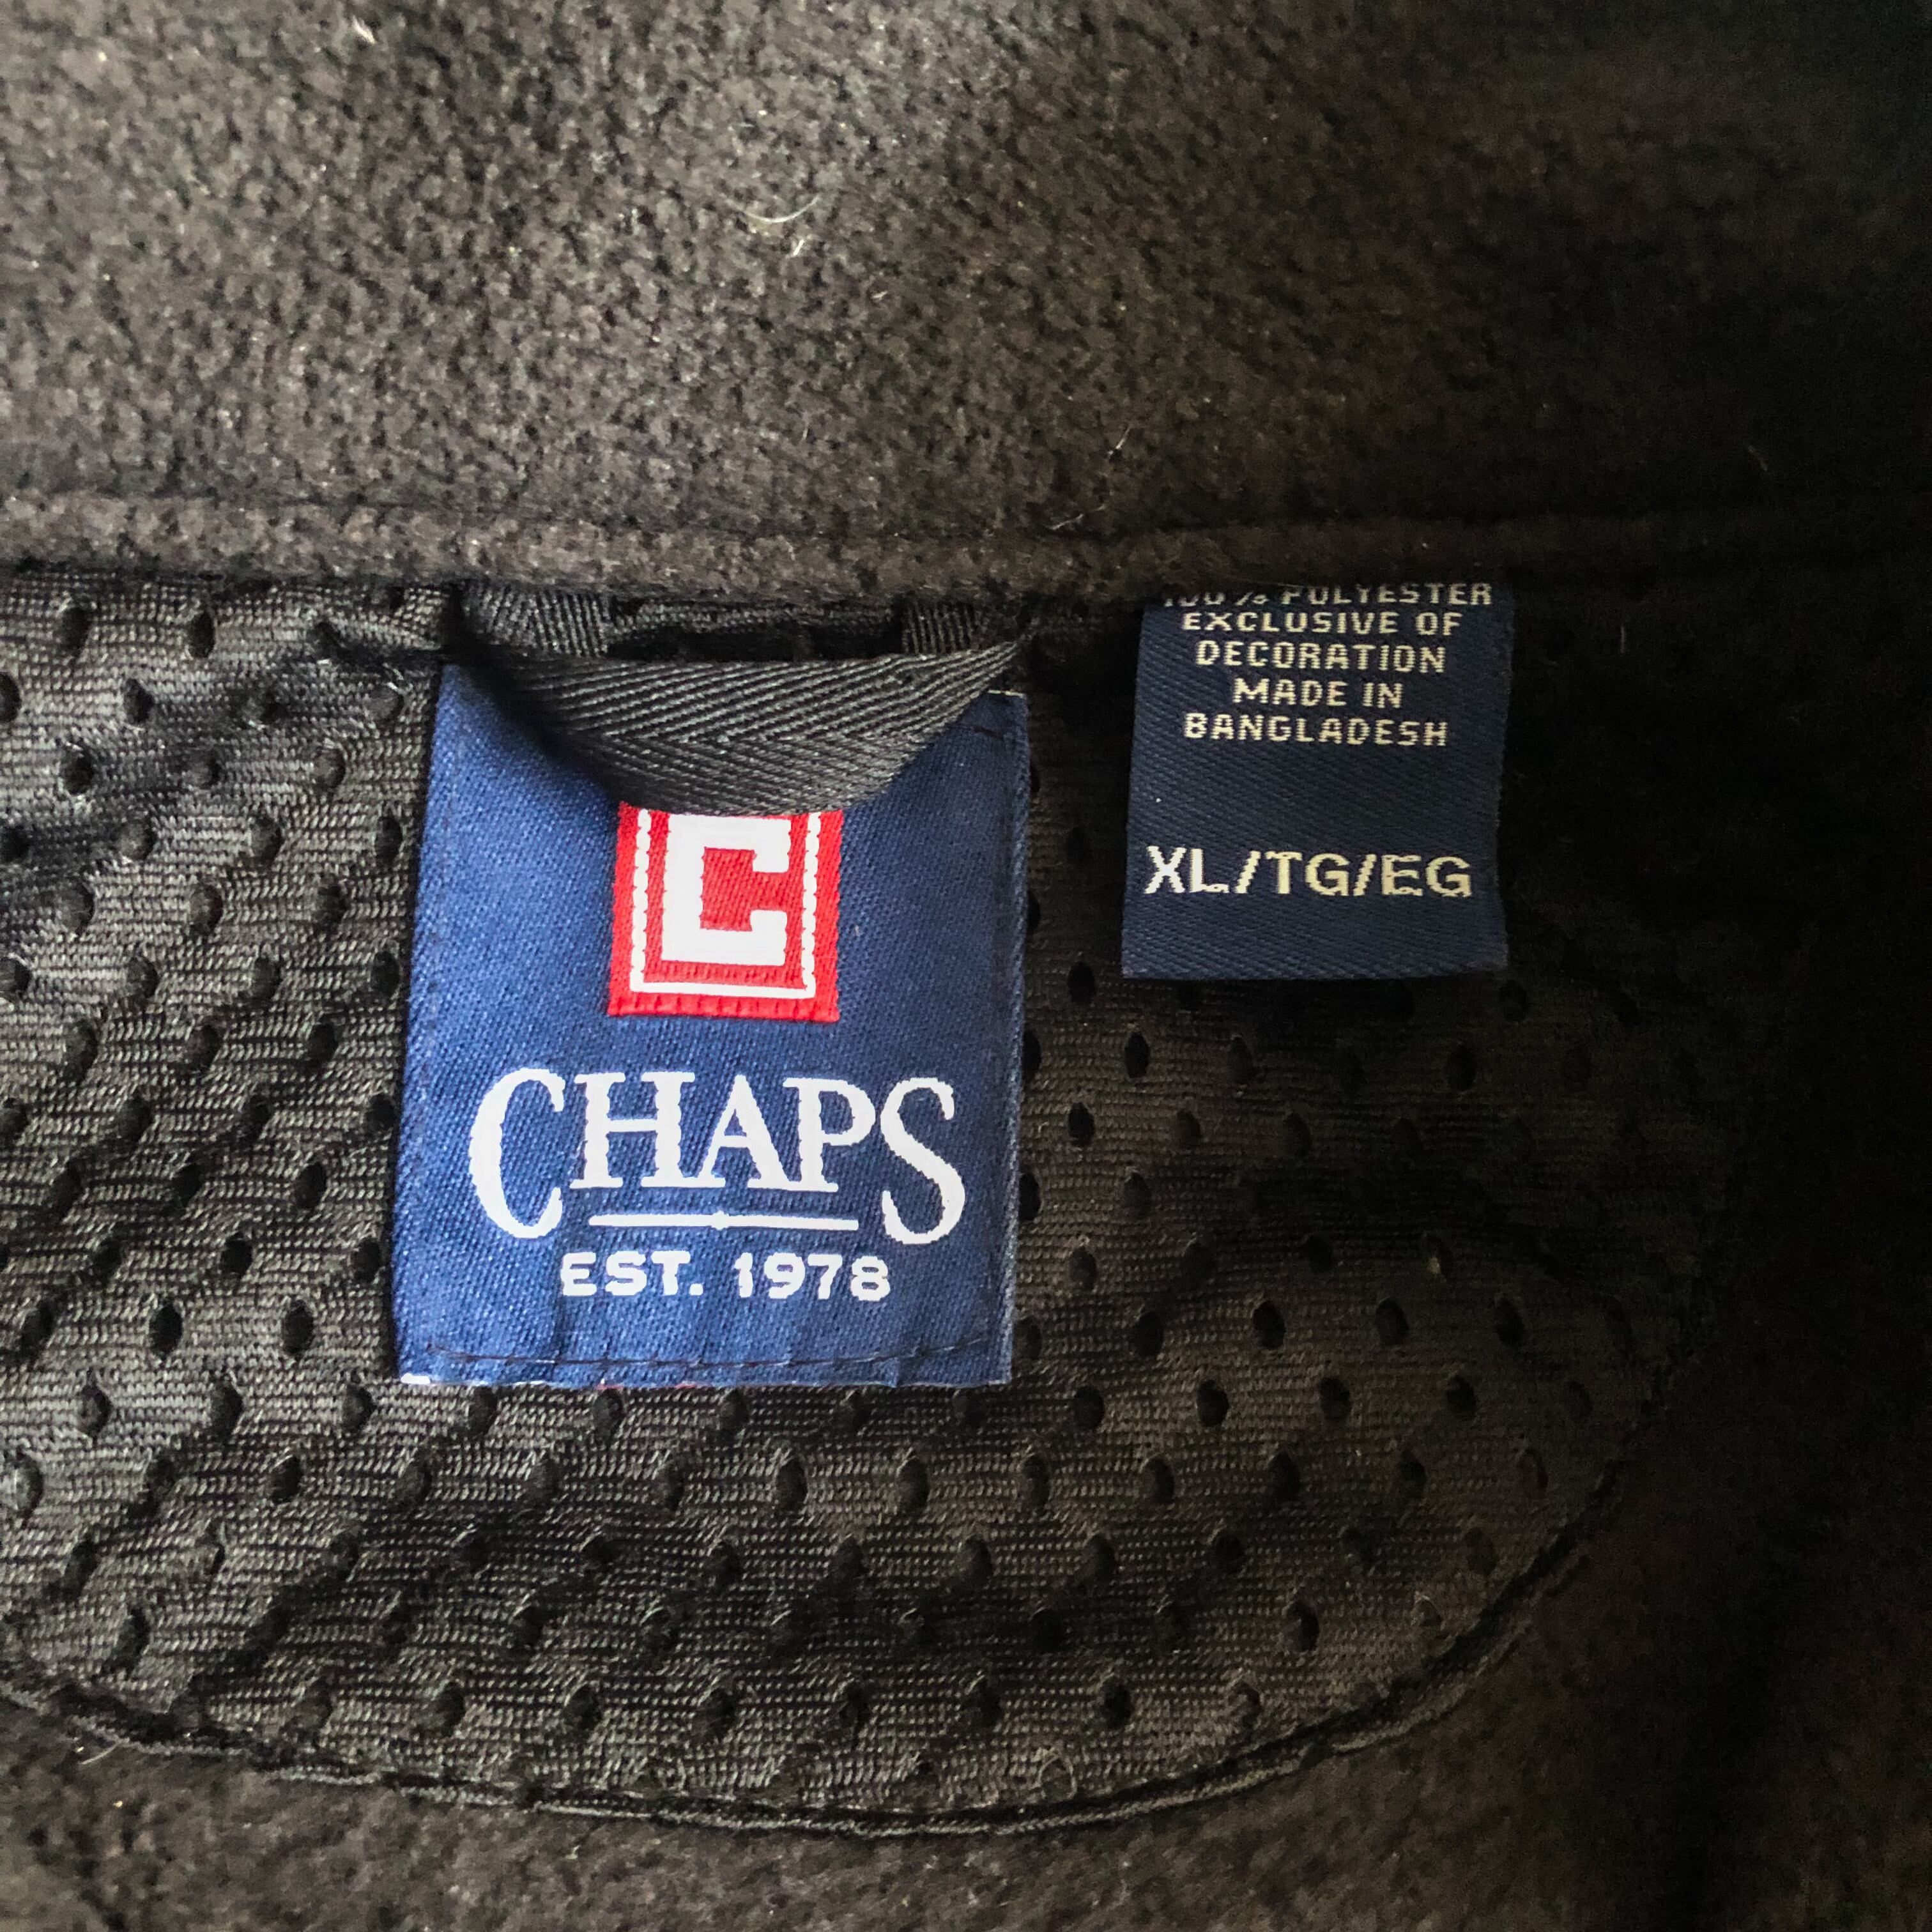 C
CHAPS
EST. 1978
100% POLYESTER
EXCLUSIVE OF
DECORATION
MADE IN
BANGLADESH
XL/TG/EG